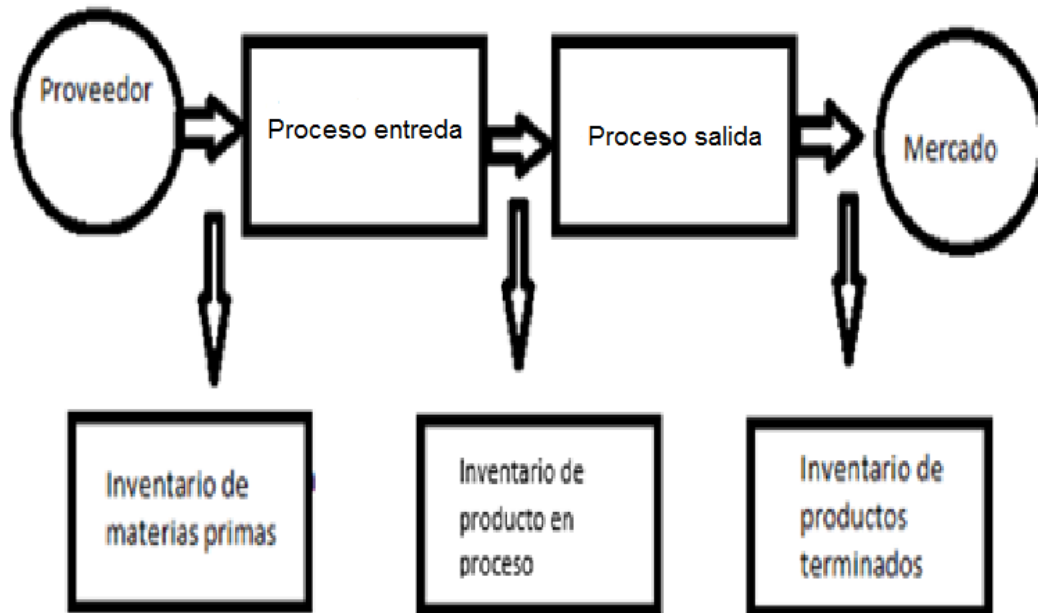 Proveedor
Proceso entreda
Proceso salida
Mercado
Inventario de
materias primas
Inventario de
producto en
proceso
Inventario de
productos
terminados